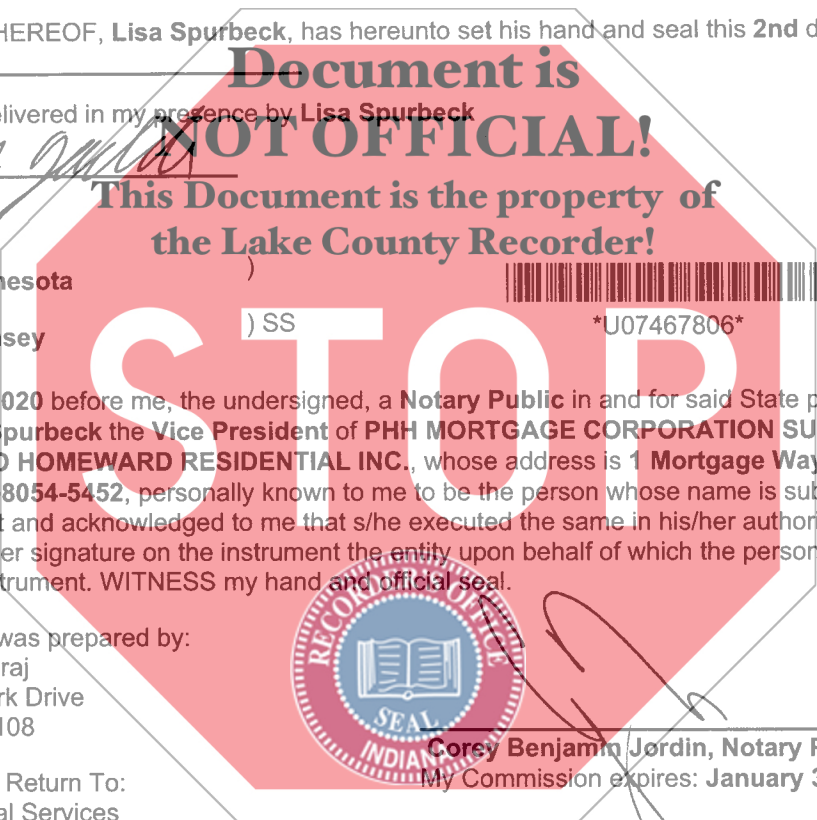 HEREOF, Lisa Spurbeck, has hereunto set his hand and seal this 2nd d
Document is
elivered in my presence by Lisa Spurbeck
NOT OFFICIAL!
This Document is the property of
the Lake County Recorder!
nesota )
*U07467806*
nsey ) SS
STOP
020 before me, the undersigned, a Notary Public in and for said State p
Spurbeck the Vice President of PHH MORTGAGE CORPORATION SU
O HOMEWARD RESIDENTIAL INC., whose address is 1 Mortgage Way
8054-5452, personally known to me to be the person whose name is sub
t and acknowledged to me that s/he executed the same in his/her authori
er signature on the instrument the entity upon behalf of which the person
trument. WITNESS my hand and official seal.
RECORDER'S OFFICE
SEAL
INDIANA
was prepared by:
raj
rk Drive
108
Corey Benjamin Jordin, Notary P
My Commission expires: January 3
Return To:
al Services